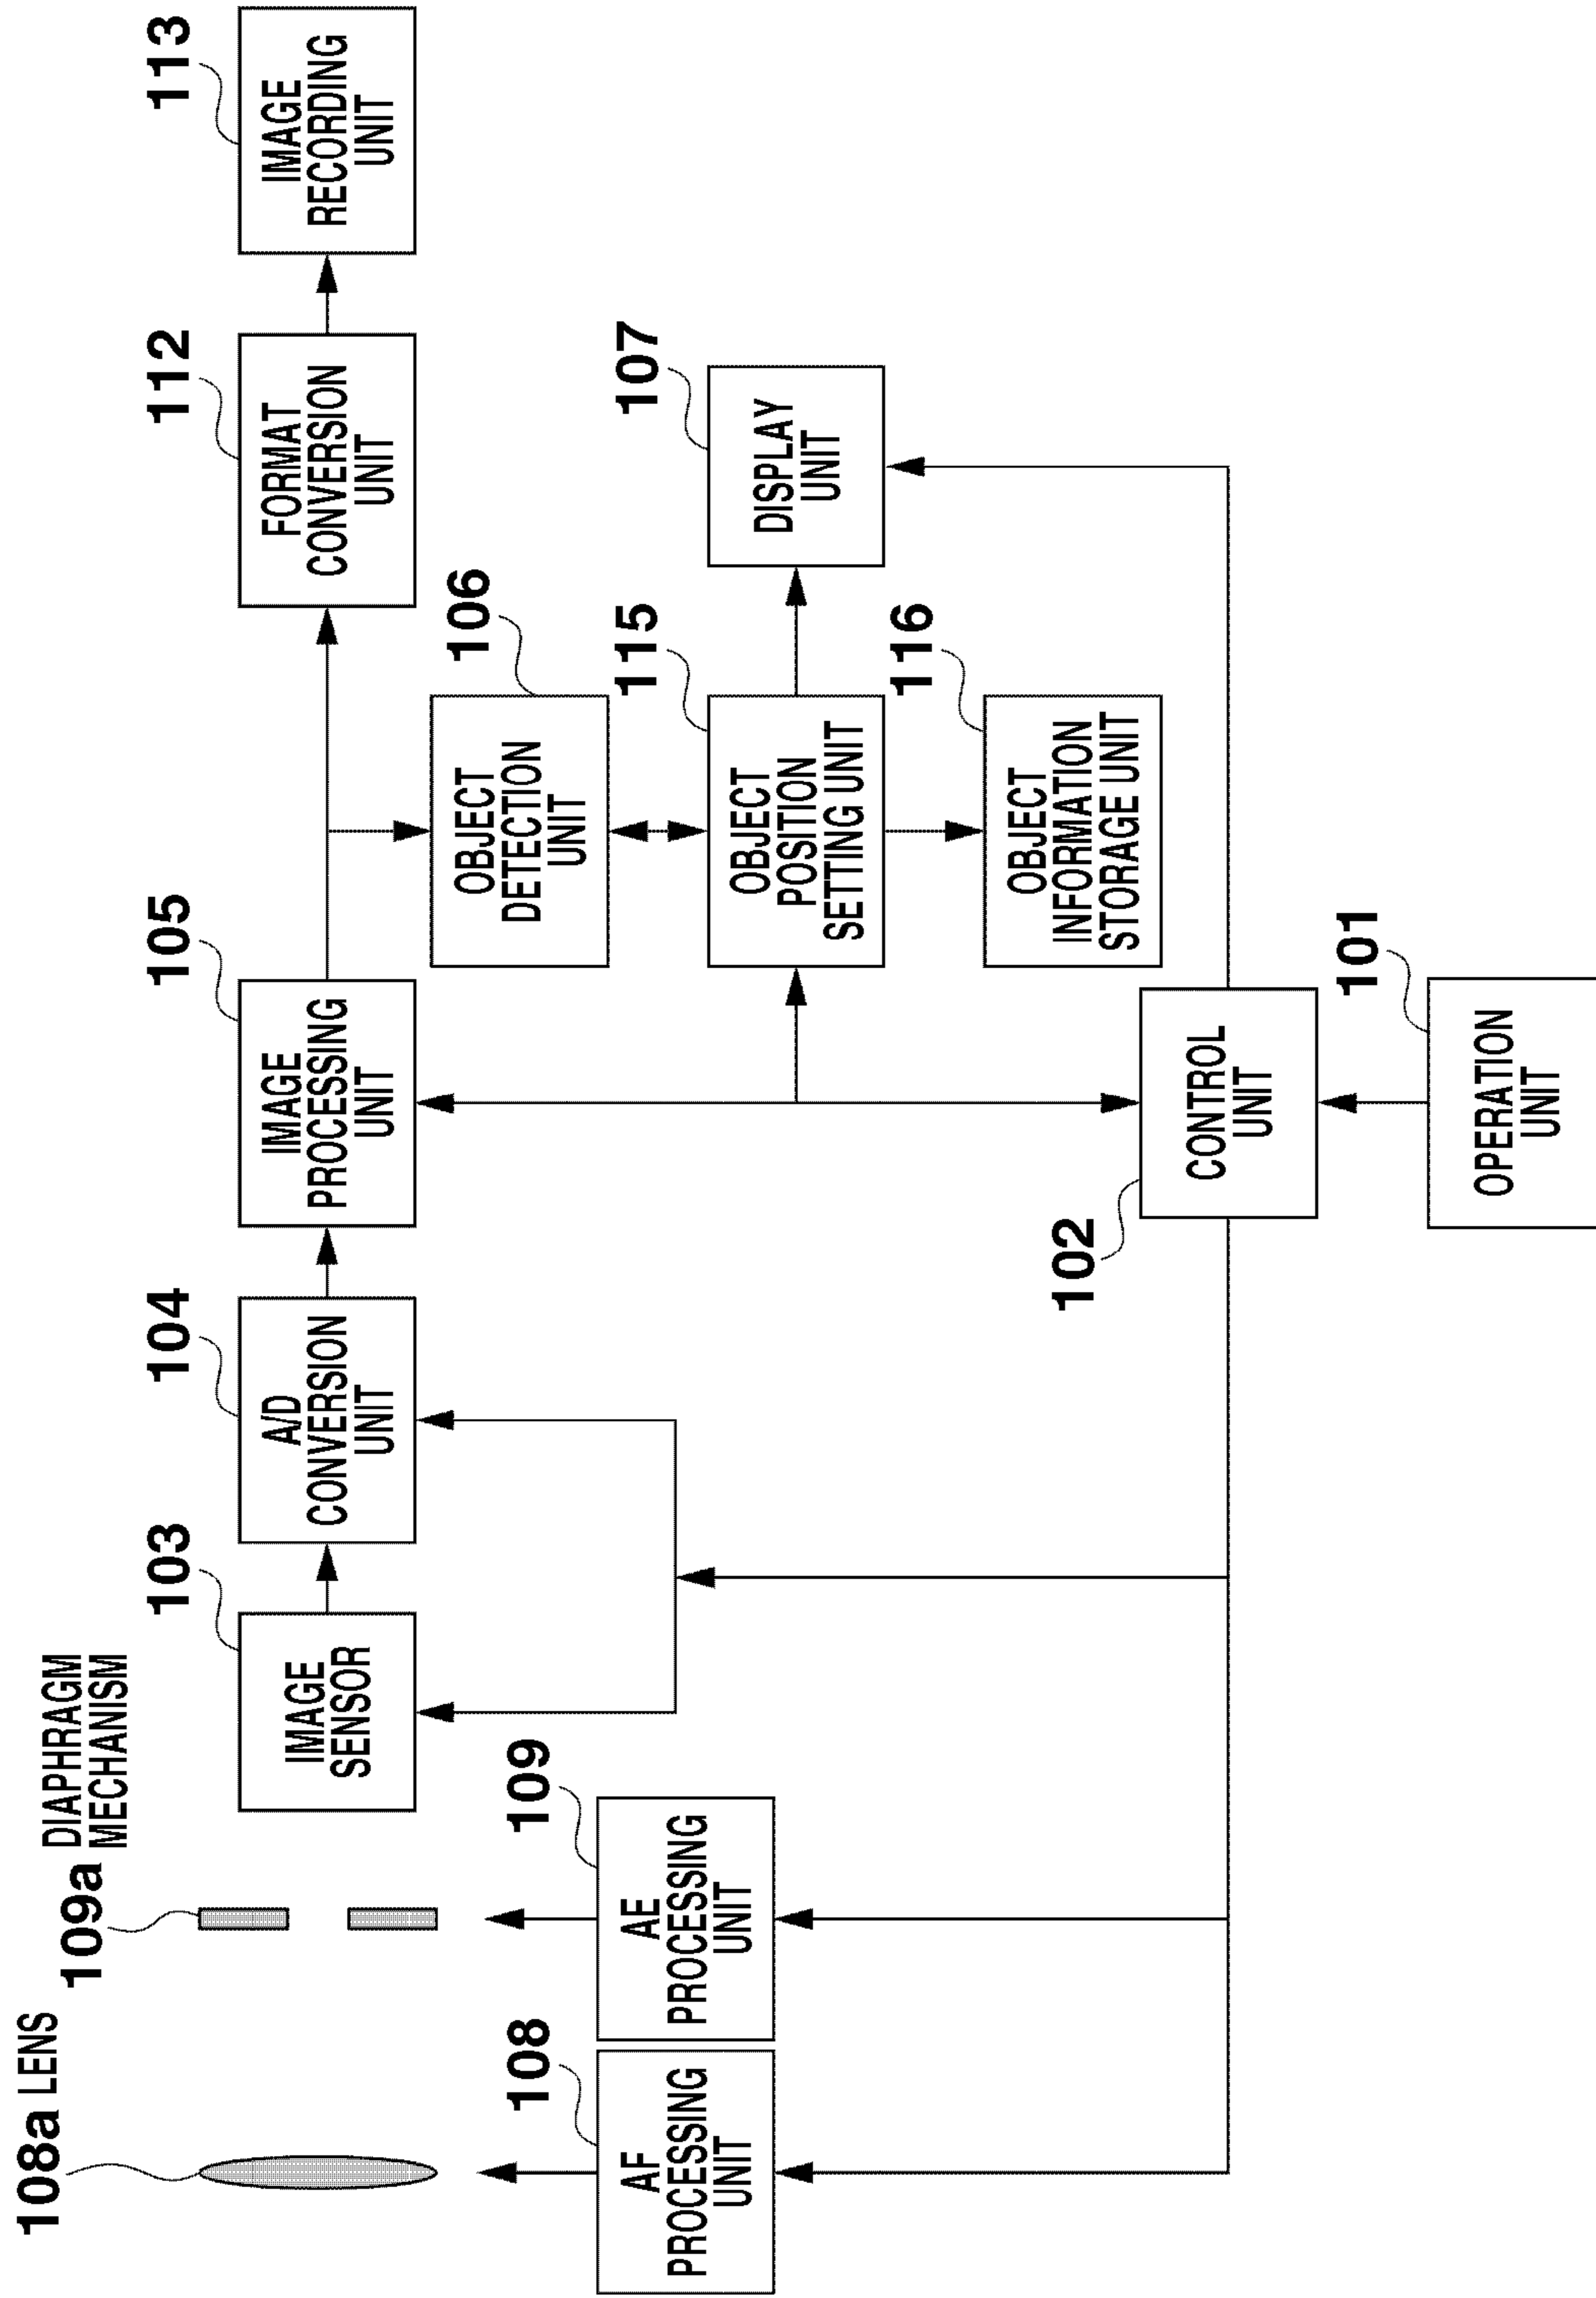 108a LENS
109a DIAPHRAGM
MECHANISM
103
IMAGE
SENSOR
104
A/D
CONVERSION
UNIT
105
IMAGE
PROCESSING
UNIT
112
FORMAT
CONVERSION
UNIT
113
IMAGE
RECORDING
UNIT
106
OBJECT
DETECTION
UNIT
108
AF
PROCESSING
UNIT
109
AE
PROCESSING
UNIT
115
OBJECT
POSITION
SETTING UNIT
107
DISPLAY
UNIT
116
OBJECT
INFORMATION
STORAGE UNIT
102
CONTROL
UNIT
101
OPERATION
UNIT